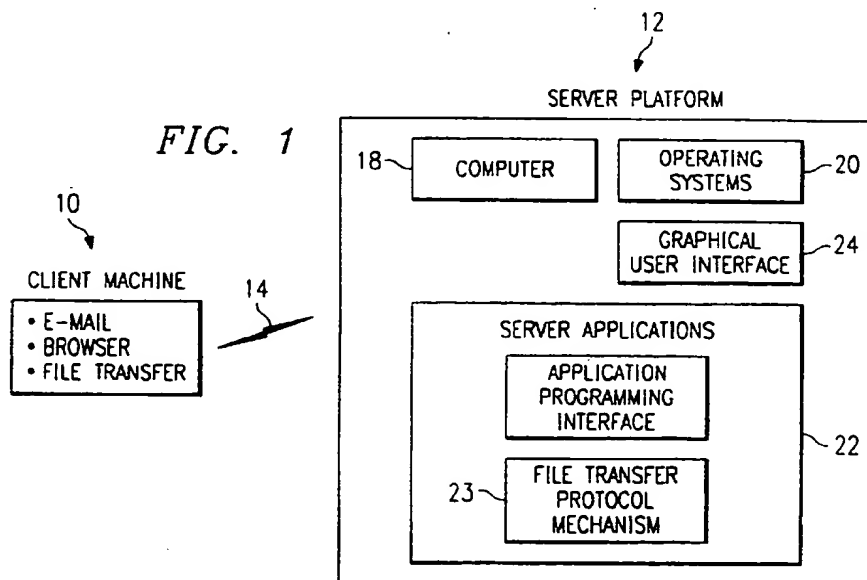 12
SERVER PLATFORM
FIG. 1
18
COMPUTER
OPERATING
SYSTEMS
20
10
GRAPHICAL
USER INTERFACE
24
CLIENT MACHINE
14
• E-MAIL
• BROWSER
• FILE TRANSFER
SERVER APPLICATIONS
APPLICATION
PROGRAMMING
INTERFACE
22
23
FILE TRANSFER
PROTOCOL
MECHANISM